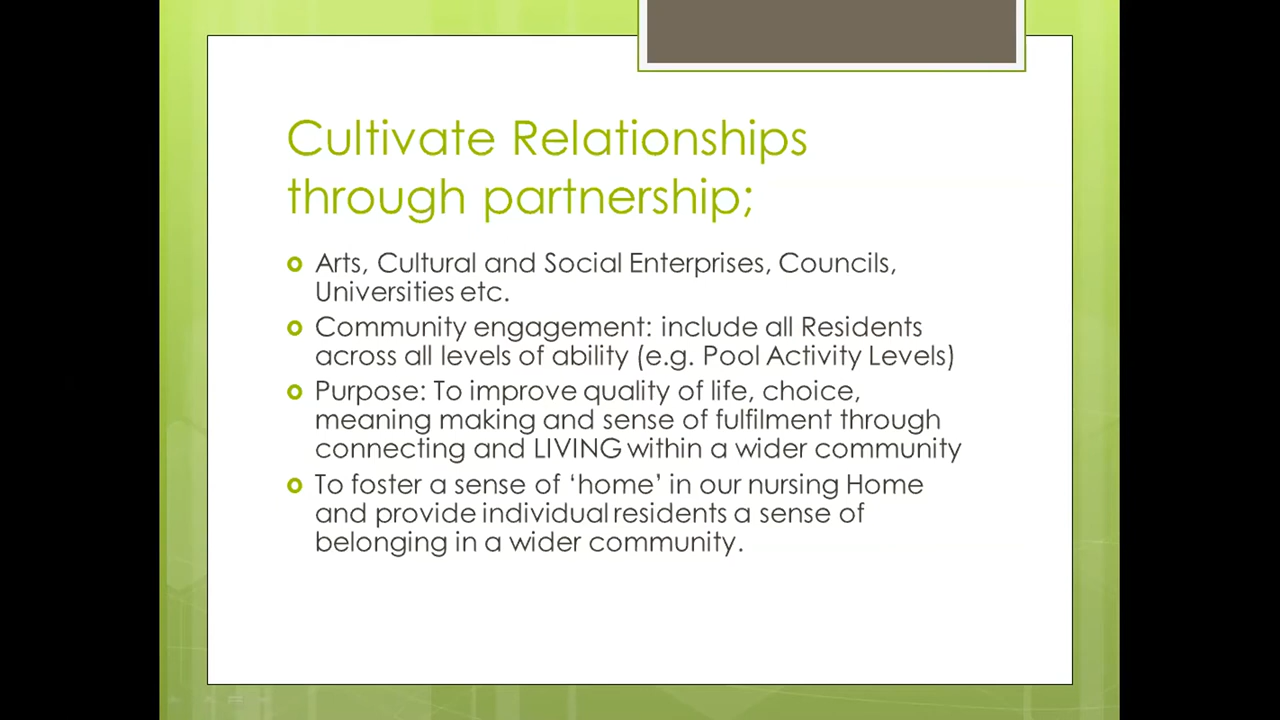 Cultivate Relationships
through partnership;
Arts, Cultural and Social Enterprises, Councils,
Universities etc.
Community engagement: include all Residents
across all levels of ability (e.g. Pool Activity Levels)
Purpose: To improve quality of life, choice,
meaning making and sense of fulfilment through
connecting and LIVING within a wider community
To foster a sense of ‘home’ in our nursing Home
and provide individual residents a sense of
belonging in a wider community.